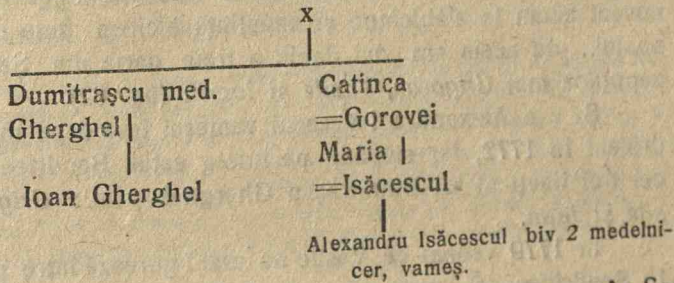 X
Dumitrașcu med. Catinca
Gherghel =Gorovei
Maria
Ioan Gherghel =Isăcescul
Alexandru Isăcescul biv 2 medelni-
cer, vameș.